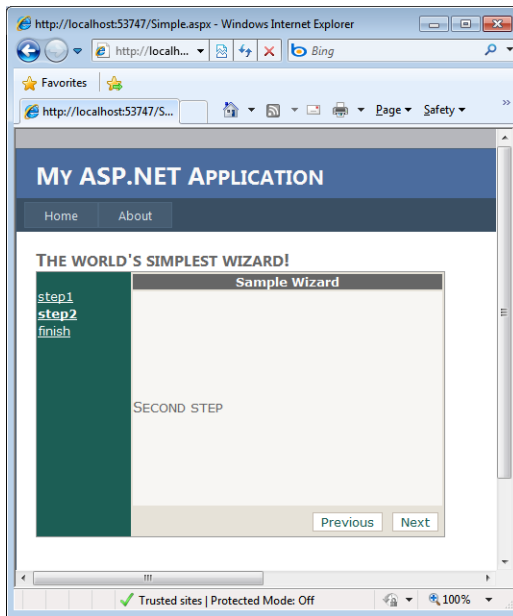 http://localhost:53747/Simple.aspx - Windows Internet Explorer
http://localh...
Bing
Favorites
http://localhost:53747/S...
Page
Safety
»
MY ASP.NET APPLICATION
Home
About
THE WORLD'S SIMPLEST WIZARD!
Sample Wizard
step1
step2
finish
SECOND STEP
Previous
Next
Trusted sites | Protected Mode: Off
100%